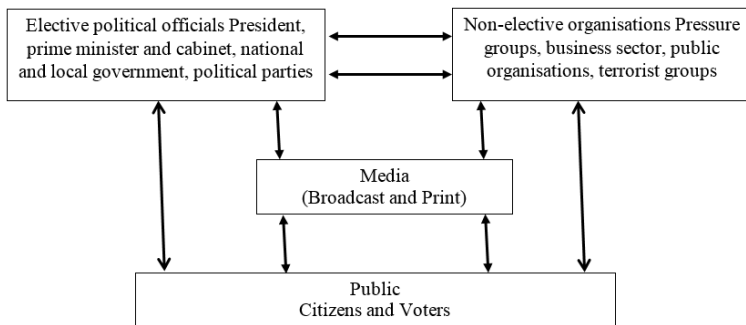 Elective political officials President,
prime minister and cabinet, national
and local government, political parties
Non-elective organisations Pressure
groups, business sector, public
organisations, terrorist groups
Media
(Broadcast and Print)
Public
Citizens and Voters